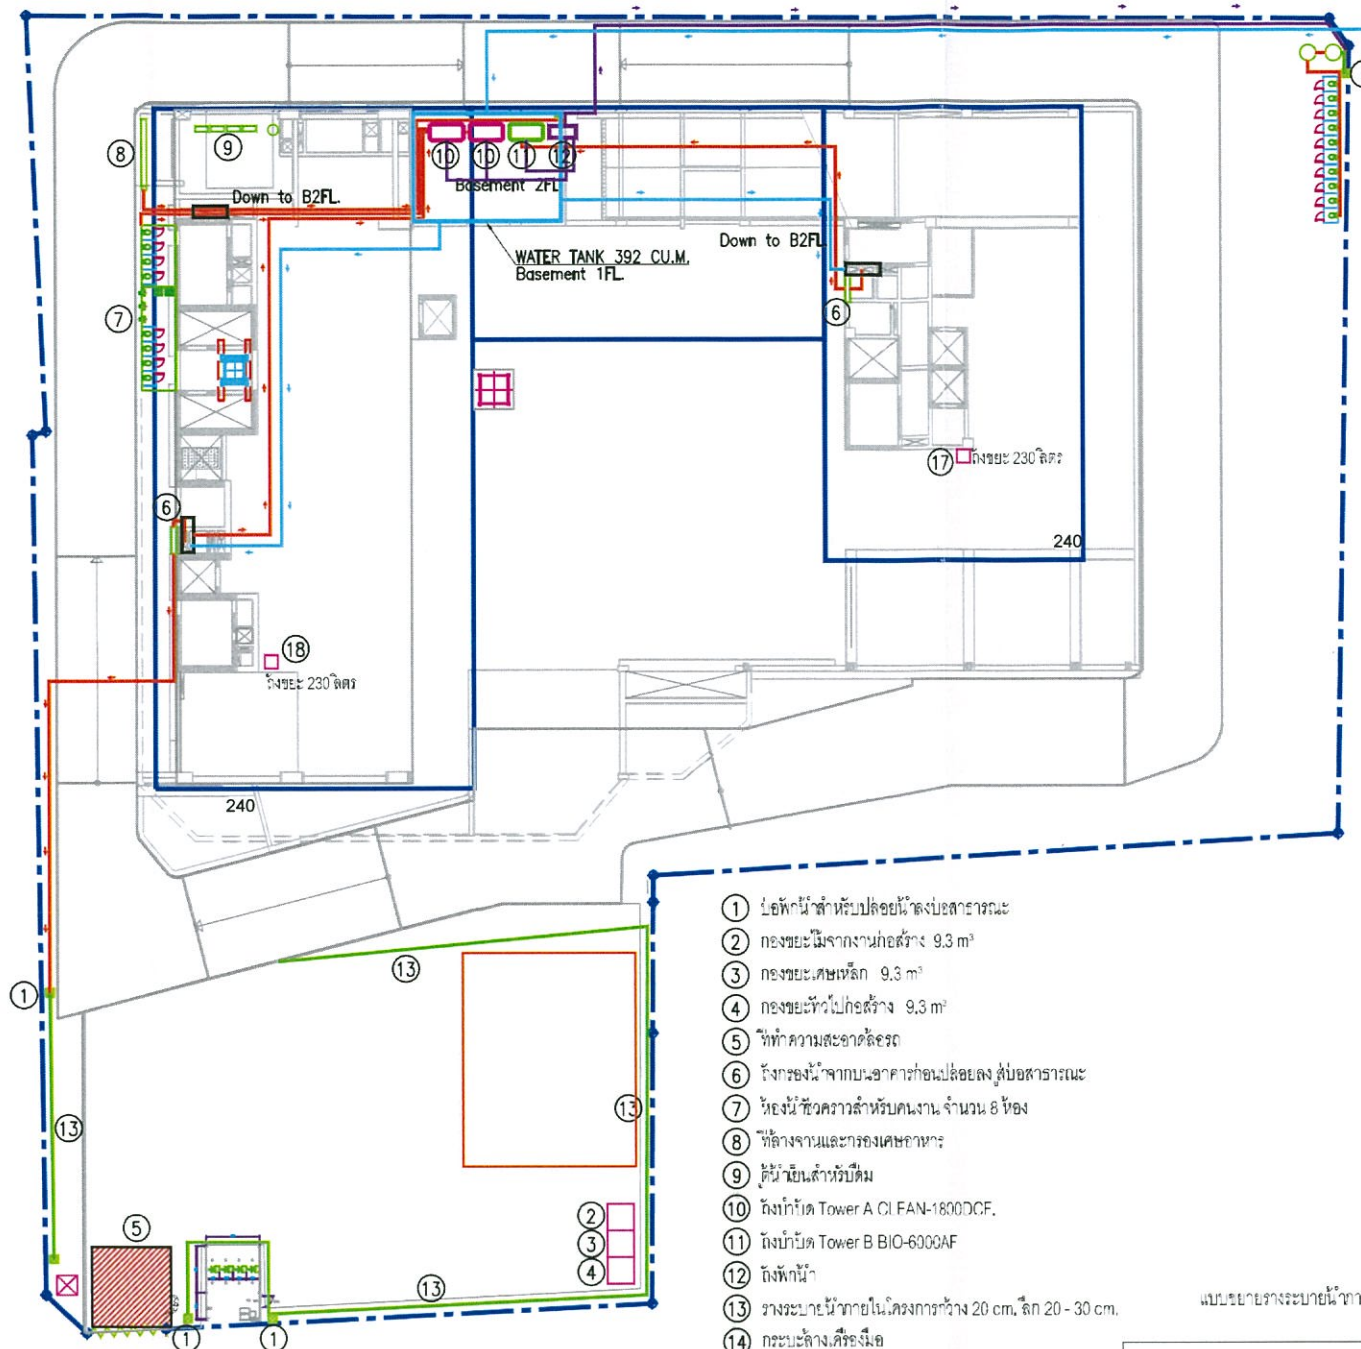 8
9
10
10
11
12
Basement 2FL
Down to B2FL.
WATER TANK 392 CU.M.
Basement 1FL.
Down to B2FL.
7
6
6
17
ถังขยะ 230 ลิตร
240
18
ถังขยะ 230 ลิตร
240
1
13
13
13
13
5
2
3
4
1
1
1 บ่อพักน้ำสำหรับปล่อยน้ำลงบ่อสาธารณะ
2 กองขยะไม้จากงานก่อสร้าง 9.3 m³
3 กองขยะเศษเหล็ก 9.3 m³
4 กองขยะทั่วไปก่อสร้าง 9.3 m³
5 ที่ทำความสะอาดล้อรถ
6 ถังกรองน้ำจากบนอาคารก่อนปล่อยลงสู่บ่อสาธารณะ
7 ห้องน้ำชั่วคราวสำหรับคนงาน จำนวน 8 ห้อง
8 ที่ล้างจานและกรองเศษอาหาร
9 ตู้น้ำเย็นสำหรับดื่ม
10 ถังบำบัด Tower A CLEAN-1800DCF.
11 ถังบำบัด Tower B BIO-6000AF
12 ถังพักน้ำ
13 รางระบายน้ำภายในโครงการกว้าง 20 cm. ลึก 20 - 30 cm.
แบบขยายรางระบายน้ำ
14 กระบะล้างเครื่องมือ